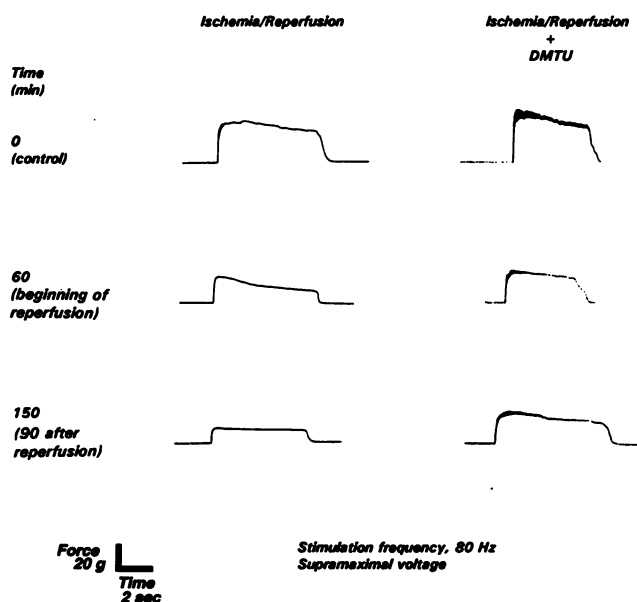 Ischemia/Reperfusion
Ischemia/Reperfusion
+
DMTU
Time
(min)
0
(control)
60
(beginning of
reperfusion)
150
(90 after
reperfusion)
Force
20 g
Time
2 sec
Stimulation frequency, 80 Hz
Supramaximal voltage